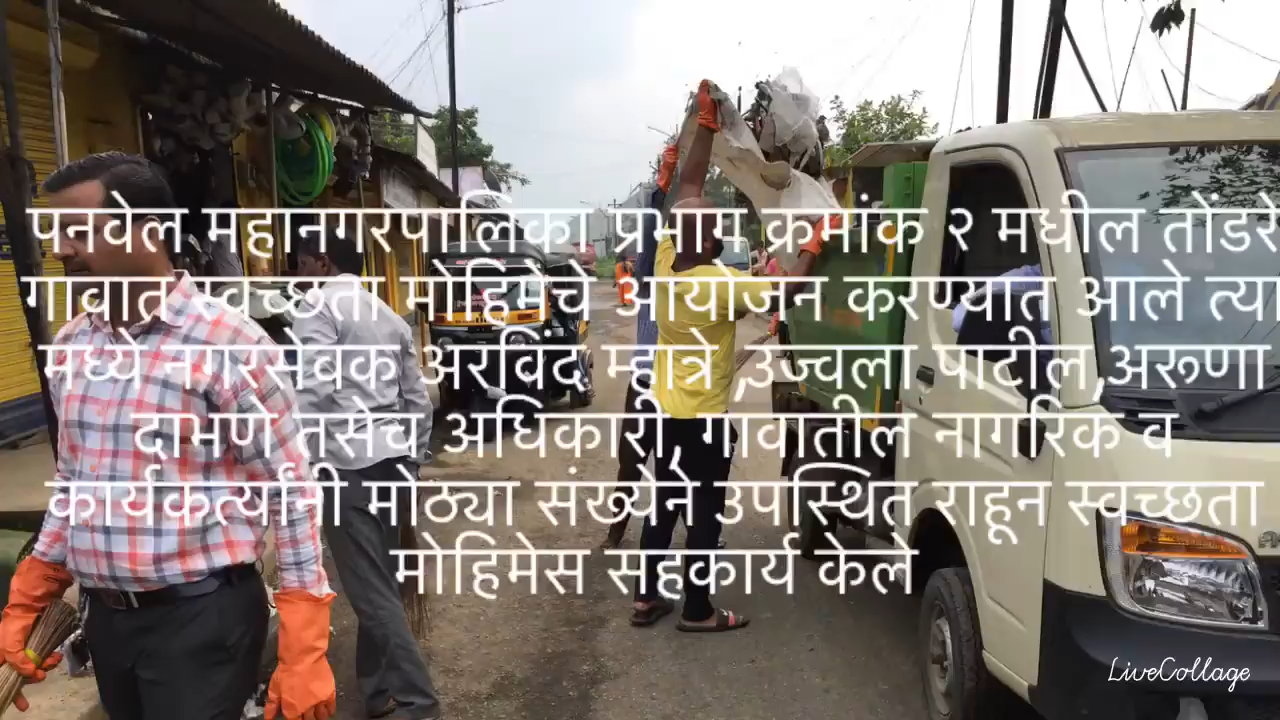 पनवेल महानगरपालिका प्रभाग क्रमांक २ मधील तोंडरे
गावात स्वच्छता मोहिमेचे आयोजन करण्यात आले त्या
मध्ये नगरसेवक अरविंद म्हात्रे ,उज्वला पाटील,अरूणा
दाभणे तसेच अधिकारी, गावातील नागरिक व
कार्यकर्त्यांनी मोठ्या संख्येने उपस्थित राहून स्वच्छता
मोहिमेस सहकार्य केले
LiveCollage